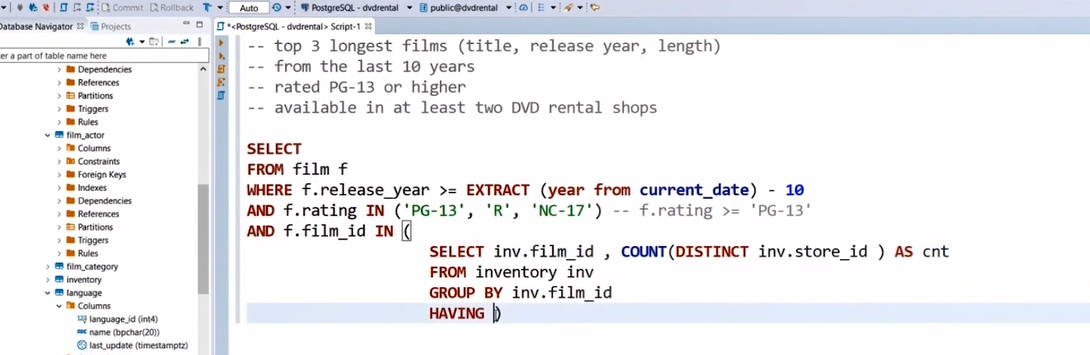 Commit Rollback T Auto PostgreSQL - dvdrental public@dvdrental
Database Navigator Projects
*<PostgreSQL - dvdrental> Script-1
er a part of table name here
Dependencies
References
Partitions
Triggers
Rules
film_actor
Columns
Constraints
Foreign Keys
Indexes
Dependencies
References
Partitions
Triggers
Rules
film_category
inventory
language
Columns
language_id (int4)
name (bpchar(20))
last_update (timestamptz)
-- top 3 longest films (title, release year, length)
-- from the last 10 years
-- rated PG-13 or higher
-- available in at least two DVD rental shops
SELECT
FROM film f
WHERE f.release_year >= EXTRACT (year from current_date) - 10
AND f.rating IN ('PG-13', 'R', 'NC-17') -- f.rating >= 'PG-13'
AND f.film_id IN (
SELECT inv.film_id , COUNT(DISTINCT inv.store_id ) AS cnt
FROM inventory inv
GROUP BY inv.film_id
HAVING )